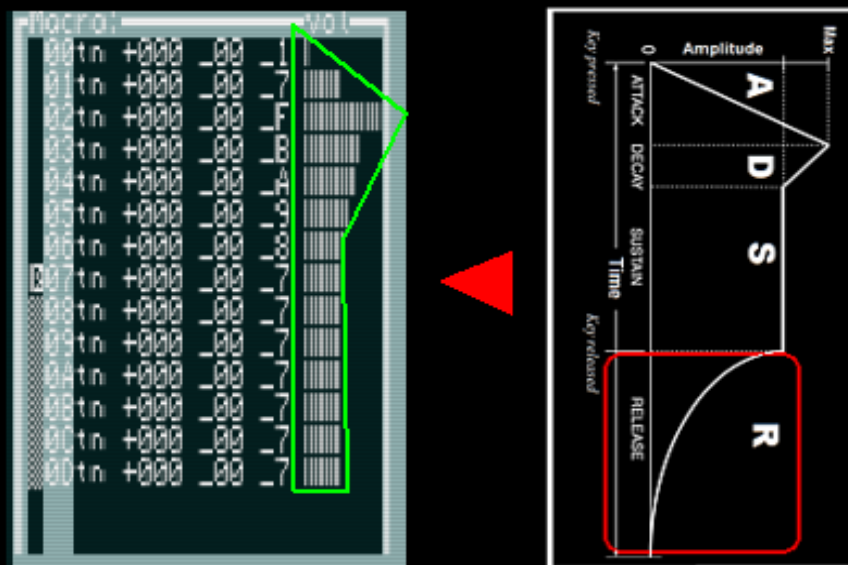 Macro: vol
00tn +000 _00 _1
01tn +000 _00 _7
02tn +000 _00 _F
03tn +000 _00 _B
04tn +000 _00 _A
05tn +000 _00 _9
06tn +000 _00 _8
R07tn +000 _00 _7
08tn +000 _00 _7
09tn +000 _00 _7
0Atn +000 _00 _7
0Btn +000 _00 _7
0Ctn +000 _00 _7
0Dtn +000 _00 _7
Max
Amplitude
0
Key pressed
Time
Key released
ATTACK
DECAY
SUSTAIN
RELEASE
A
D
S
R